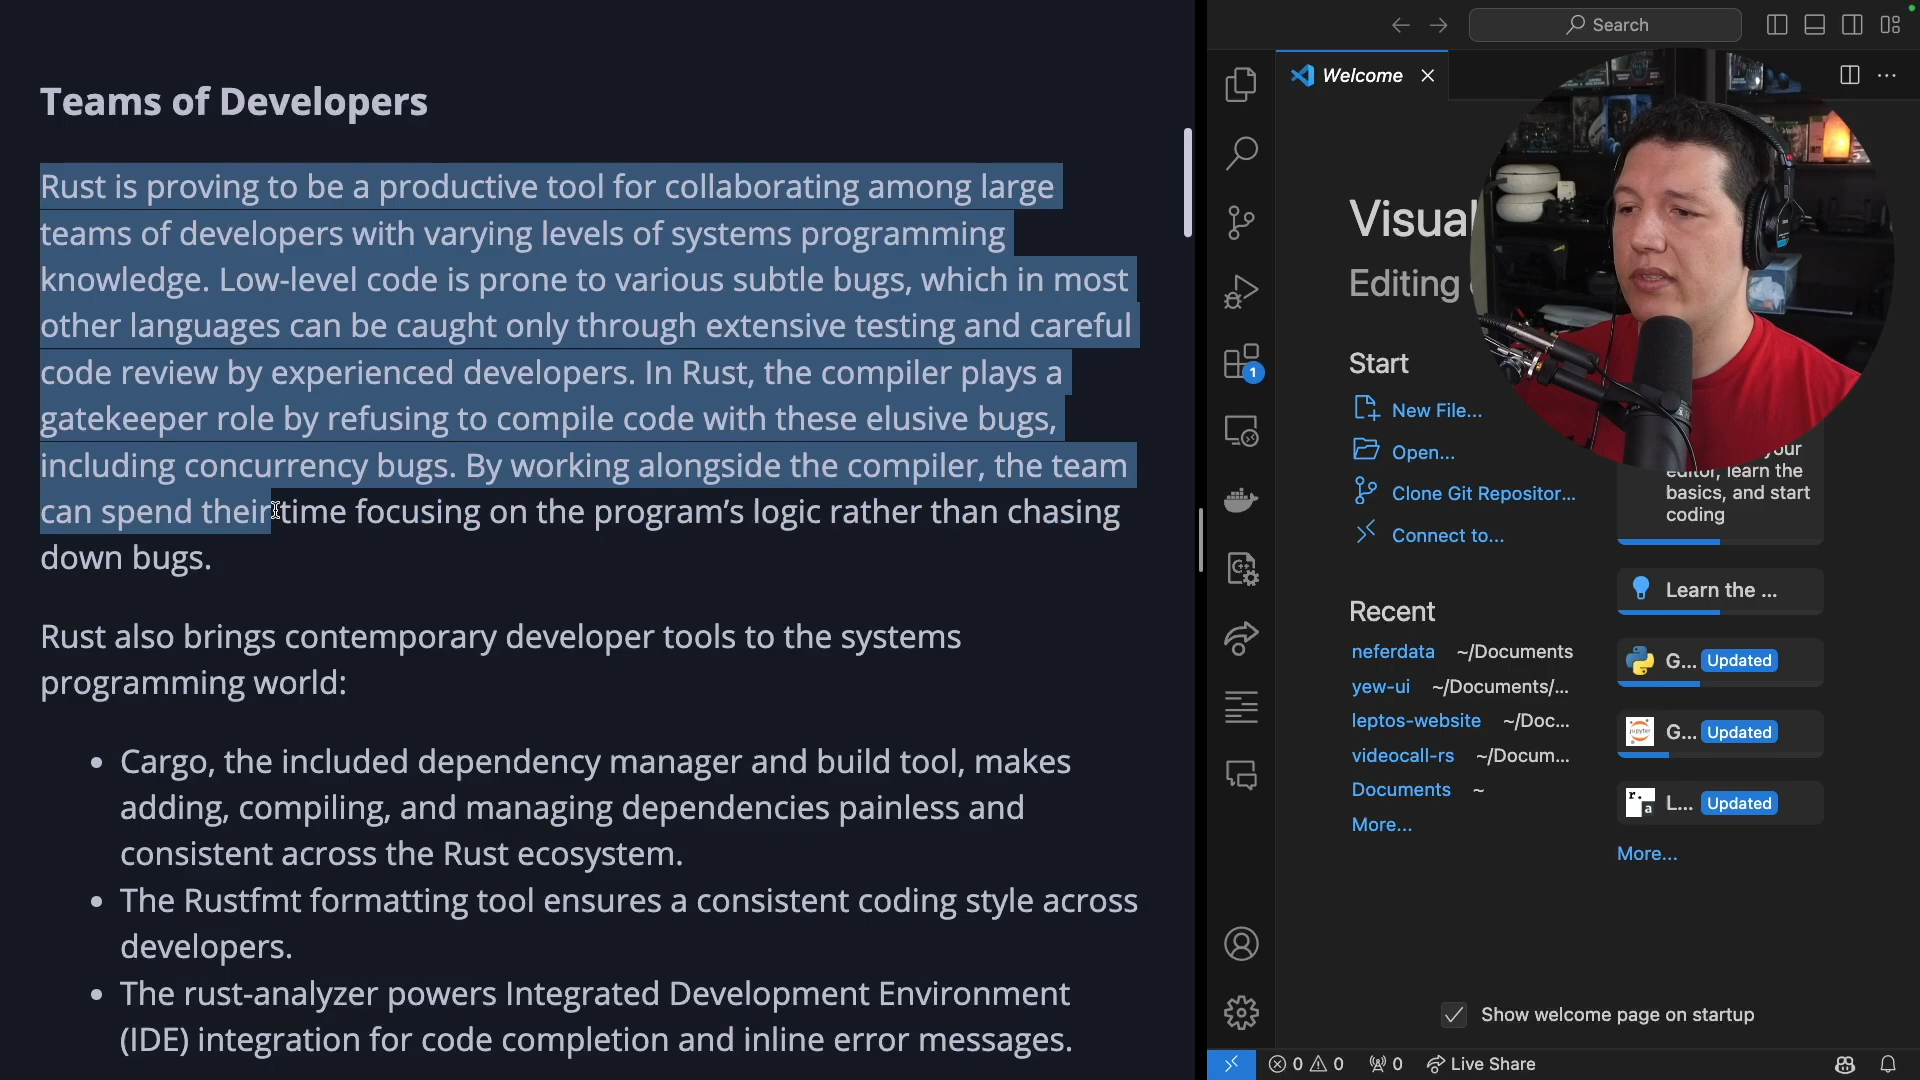 Teams of Developers
Rust is proving to be a productive tool for collaborating among large
teams of developers with varying levels of systems programming
knowledge. Low-level code is prone to various subtle bugs, which in most
other languages can be caught only through extensive testing and careful
code review by experienced developers. In Rust, the compiler plays a
gatekeeper role by refusing to compile code with these elusive bugs,
including concurrency bugs. By working alongside the compiler, the team
can spend their time focusing on the program’s logic rather than chasing
down bugs.
Rust also brings contemporary developer tools to the systems
programming world:
• Cargo, the included dependency manager and build tool, makes
adding, compiling, and managing dependencies painless and
consistent across the Rust ecosystem.
• The Rustfmt formatting tool ensures a consistent coding style across
developers.
• The rust-analyzer powers Integrated Development Environment
(IDE) integration for code completion and inline error messages.
Search
Welcome
Visual
Editing
Start
New File...
Open...
Clone Git Repositor...
Connect to...
Recent
neferdata ~/Documents
yew-ui ~/Documents/...
leptos-website ~/Doc...
videocall-rs ~/Docum...
Documents ~
More...
your
editor, learn the
basics, and start
coding
Learn the ...
G... Updated
jupyter
G... Updated
r.
a
L... Updated
More...
1
Show welcome page on startup
0 0 0 Live Share